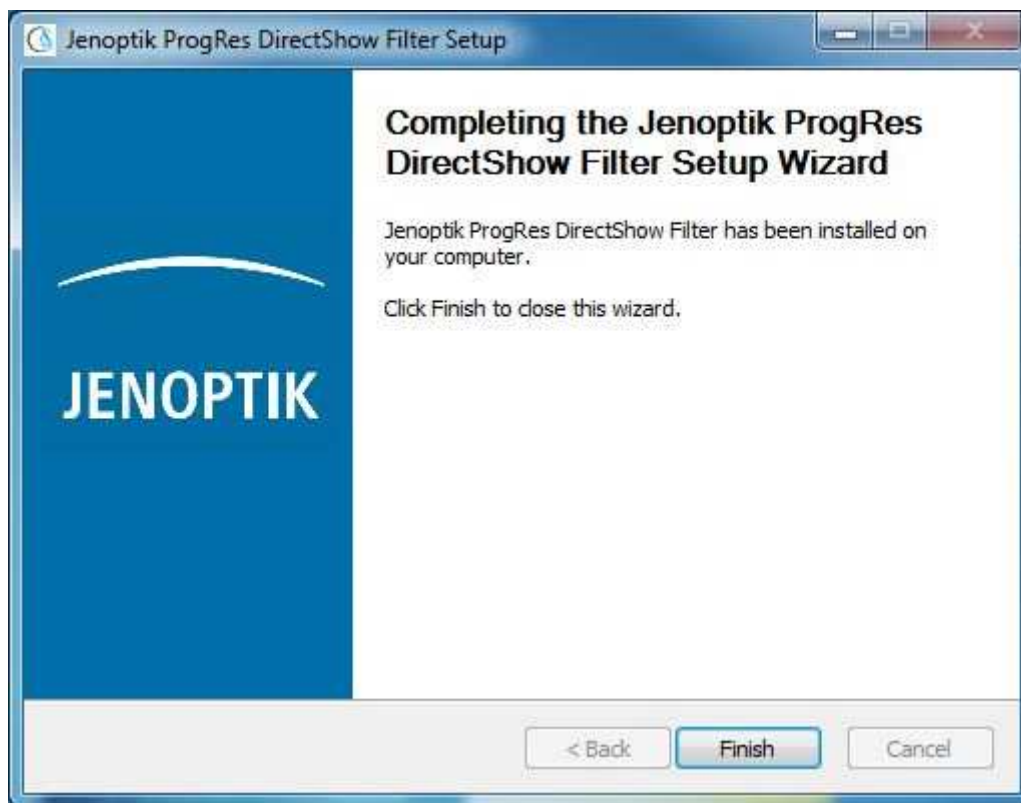 Jenoptik ProgRes DirectShow Filter Setup
Completing the Jenoptik ProgRes
DirectShow Filter Setup Wizard
Jenoptik ProgRes DirectShow Filter has been installed on
your computer.
Click Finish to close this wizard.
JENOPTIK
< Back
Finish
Cancel